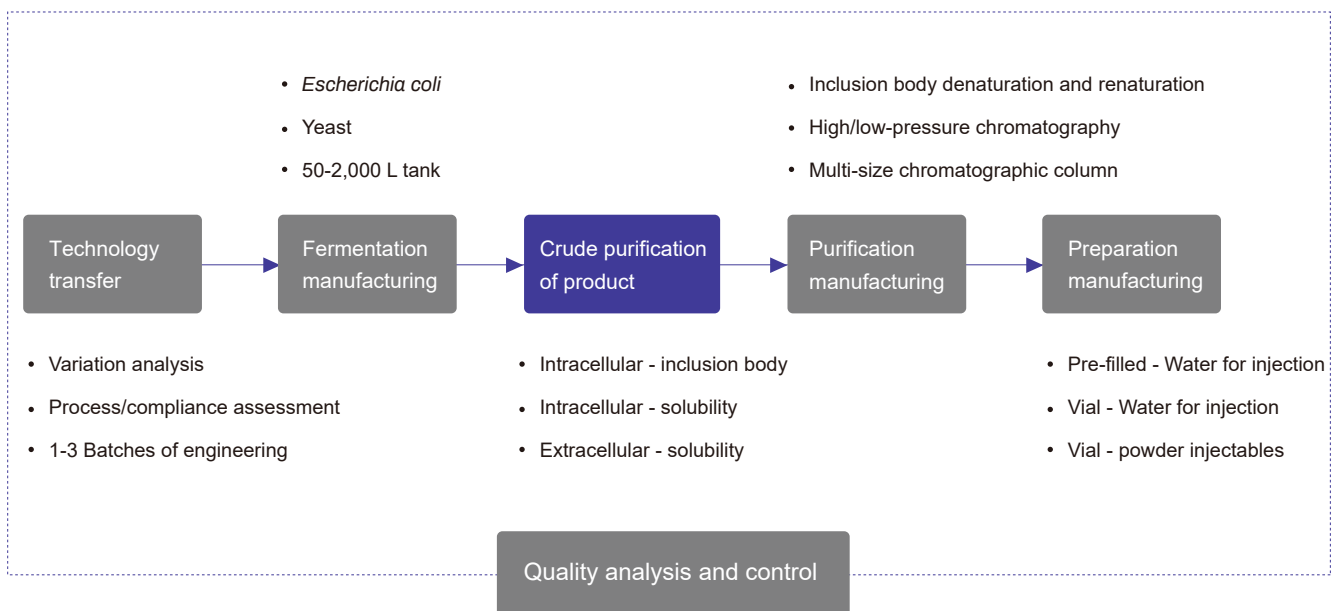 • Escherichia coli
• Yeast
• 50-2,000 L tank
• Inclusion body denaturation and renaturation
• High/low-pressure chromatography
• Multi-size chromatographic column
Technology
transfer
Fermentation
manufacturing
Crude purification
of product
Purification
manufacturing
Preparation
manufacturing
• Variation analysis
• Process/compliance assessment
• 1-3 Batches of engineering
• Intracellular - inclusion body
• Intracellular - solubility
• Extracellular - solubility
• Pre-filled - Water for injection
• Vial - Water for injection
• Vial - powder injectables
Quality analysis and control